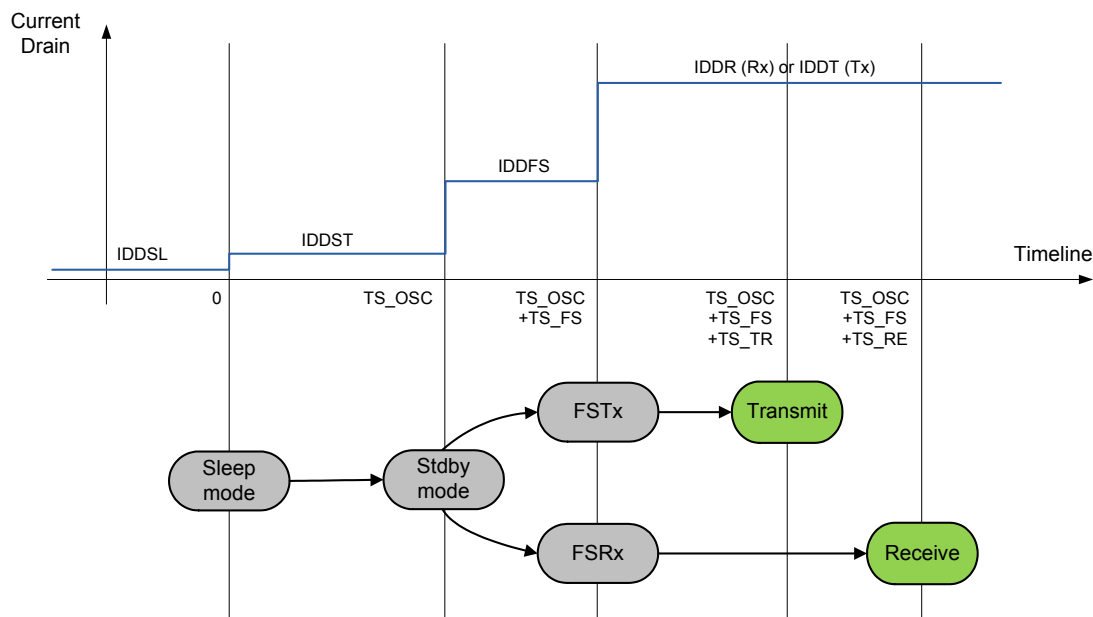 Current
Drain
IDDR (Rx) or IDDT (Tx)
IDDFS
IDDST
IDDSL
Timeline
0
TS_OSC
TS_OSC
+TS_FS
TS_OSC
+TS_FS
+TS_TR
TS_OSC
+TS_FS
+TS_RE
FSTx
Transmit
Sleep
mode
Stdby
mode
FSRx
Receive